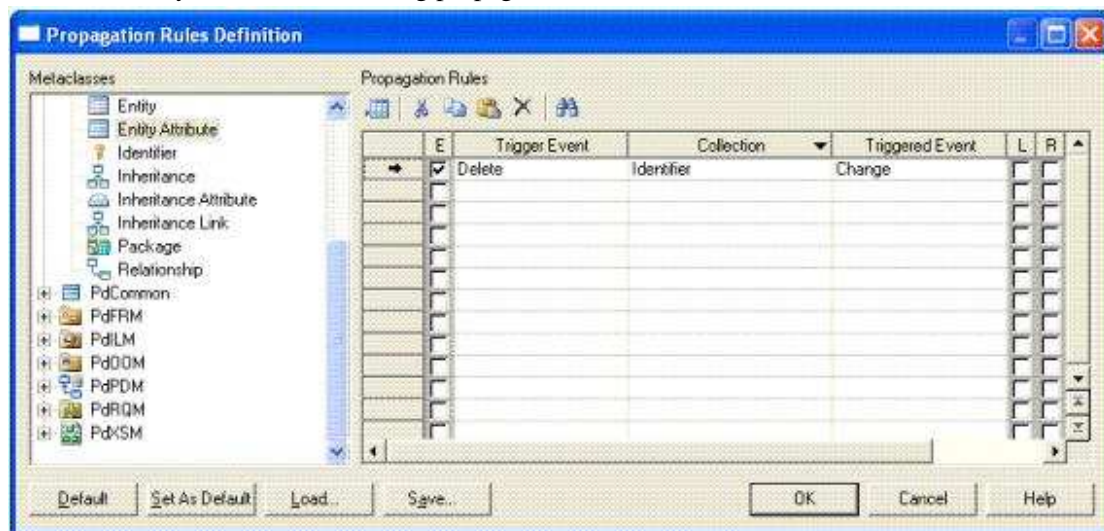 Propagation Rules Definition
Metaclasses
Propagation Rules
Entity
Entity Attribute
Identifier
Inheritance
Inheritance Attribute
Inheritance Link
Package
Relationship
PdCommon
PdFRM
PdILM
PdOOM
PdPDM
PdRQM
PdXSM
E Trigger Event Collection Triggered Event L R
Delete Identifier Change
Default Set As Default Load... Save... OK Cancel Help